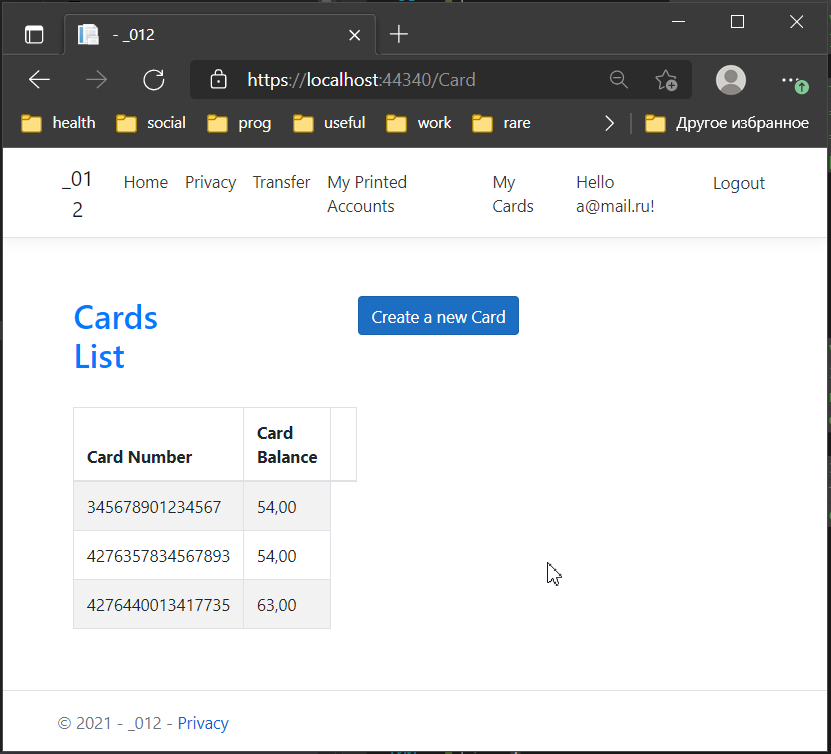 - _012
https://localhost:44340/Card
health social prog useful work rare Другое избранное
_01
2
Home Privacy Transfer My Printed
Accounts
My
Cards
Hello
a@mail.ru!
Logout
Cards
List
Create a new Card
Card Number
Card
Balance
345678901234567 54,00
4276357834567893 54,00
4276440013417735 63,00
© 2021 - _012 - Privacy